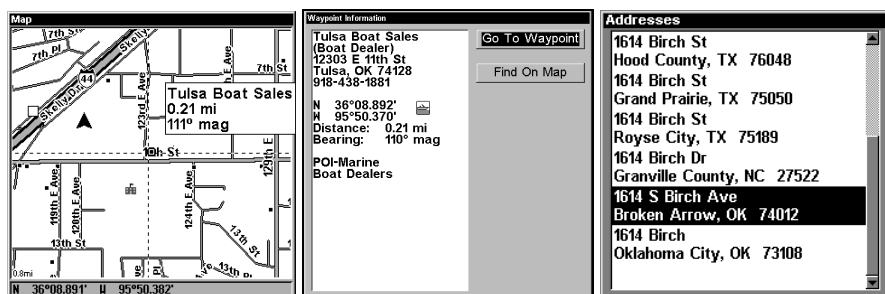 Map
7th St
7th Pl
Skelly Dr
44
7th St
Skelly Dr
123rd E Ave
Tulsa Boat Sales
0.21 mi
111° mag
129th E
119th E Ave
120th E Ave
124th E Ave
13th St
13th St
13th Pl
0.8mi
N 36°08.891' W 95°50.382'
Waypoint Information
Tulsa Boat Sales
(Boat Dealer)
12303 E 11th St
Tulsa, OK 74128
918-438-1881
N 36°08.892'
W 95°50.370'
Distance: 0.21 mi
Bearing: 110° mag
POI-Marine
Boat Dealers
Go To Waypoint
Find On Map
Addresses
1614 Birch St
Hood County, TX 76048
1614 Birch St
Grand Prairie, TX 75050
1614 Birch St
Royse City, TX 75189
1614 Birch Dr
Granville County, NC 27522
1614 S Birch Ave
Broken Arrow, OK 74012
1614 Birch
Oklahoma City, OK 73108